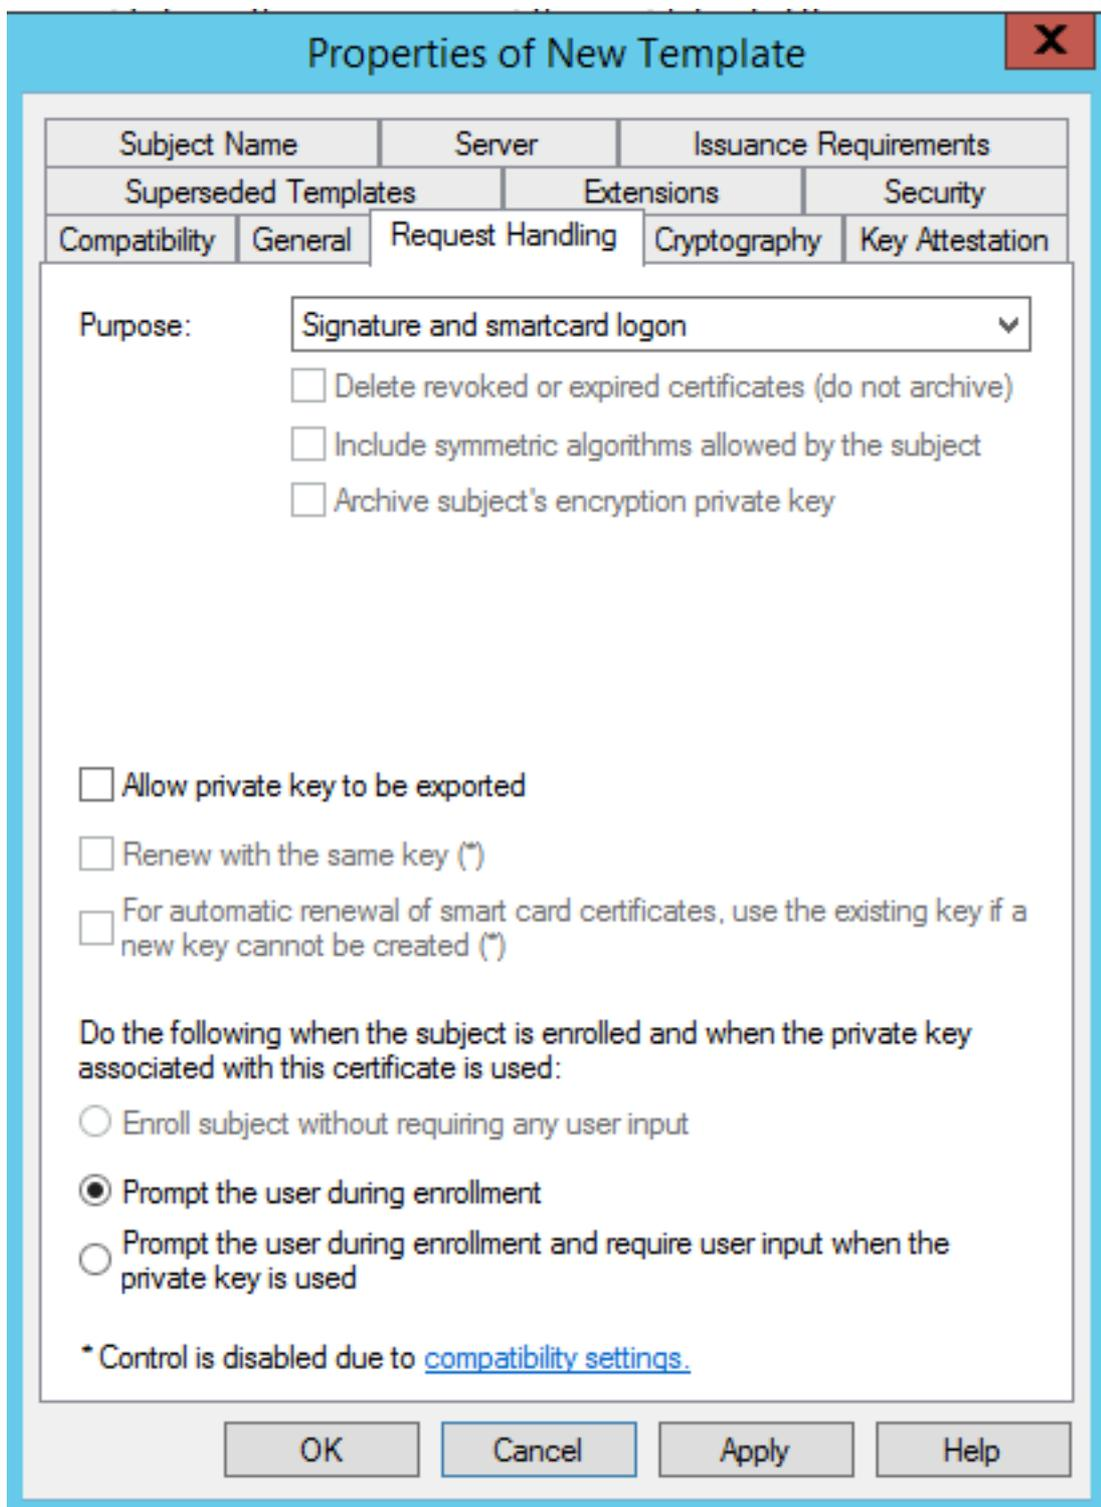 Properties of New Template
X
Subject Name Server Issuance Requirements
Superseded Templates Extensions Security
Compatibility General Request Handling Cryptography Key Attestation
Purpose: Signature and smartcard logon
Delete revoked or expired certificates (do not archive)
Include symmetric algorithms allowed by the subject
Archive subject's encryption private key
Allow private key to be exported
Renew with the same key (*)
For automatic renewal of smart card certificates, use the existing key if a
new key cannot be created (*)
Do the following when the subject is enrolled and when the private key
associated with this certificate is used:
Enroll subject without requiring any user input
Prompt the user during enrollment
Prompt the user during enrollment and require user input when the
private key is used
* Control is disabled due to compatibility settings.
OK Cancel Apply Help